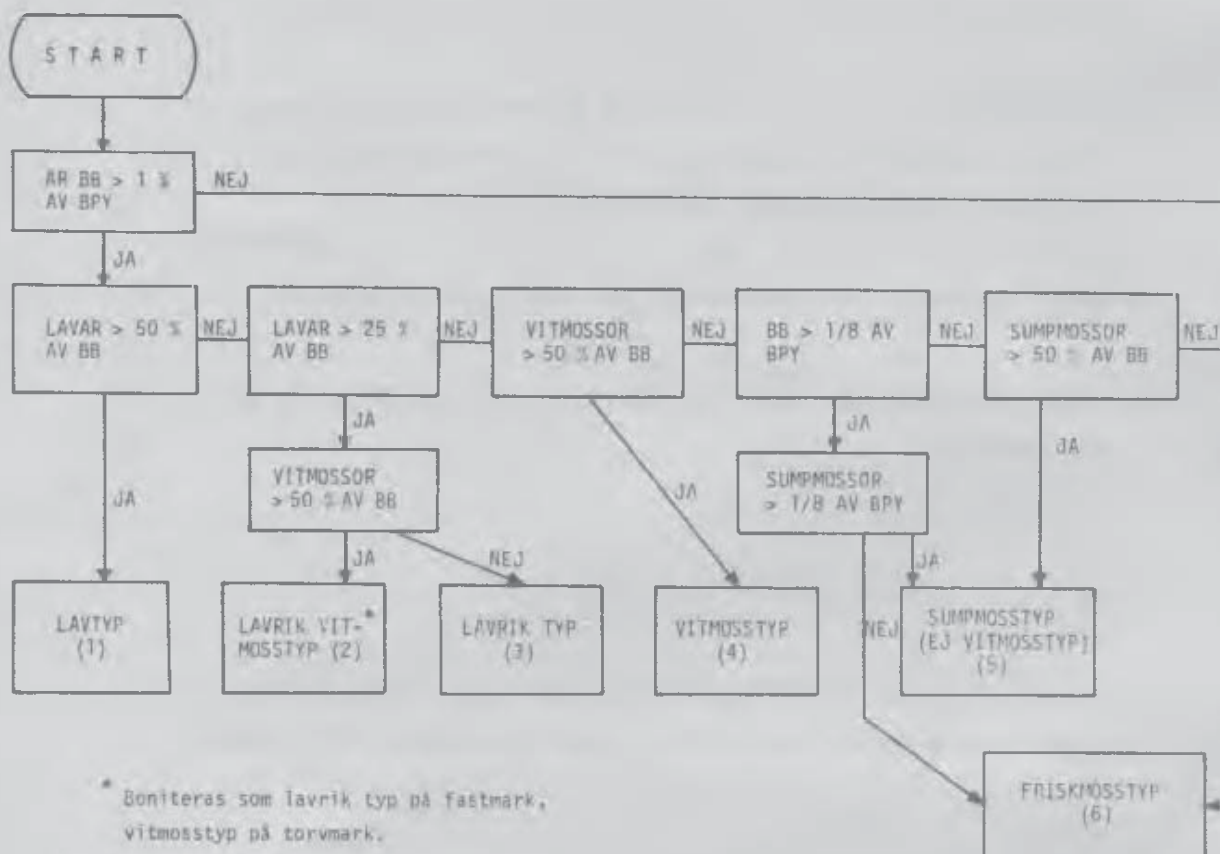 START
ÄR BB > 1 %
AV BPY
NEJ
JA
LAVAR > 50 %
AV BB
NEJ
LAVAR > 25 %
AV BB
NEJ
VITMOSSOR
> 50 % AV BB
NEJ
BB > 1/8 AV
BPY
NEJ
SUMPMOSSOR
> 50 % AV BB
NEJ
JA
JA
JA
JA
JA
VITMOSSOR
> 50 % AV BB
SUMPMOSSOR
> 1/8 AV BPY
JA
NEJ
JA
NEJ
LAVTYP
(1)
LAVRIK VIT-*
MOSSTYP (2)
LAVRIK TYP
(3)
VITMOSSTYP
(4)
SUMPMOSSTYP
(EJ VITMOSSTYP)
(5)
FRISKMOSSTYP
(6)
* Boniteras som lavrik typ på fastmark,
vitmosstyp på torvmark.